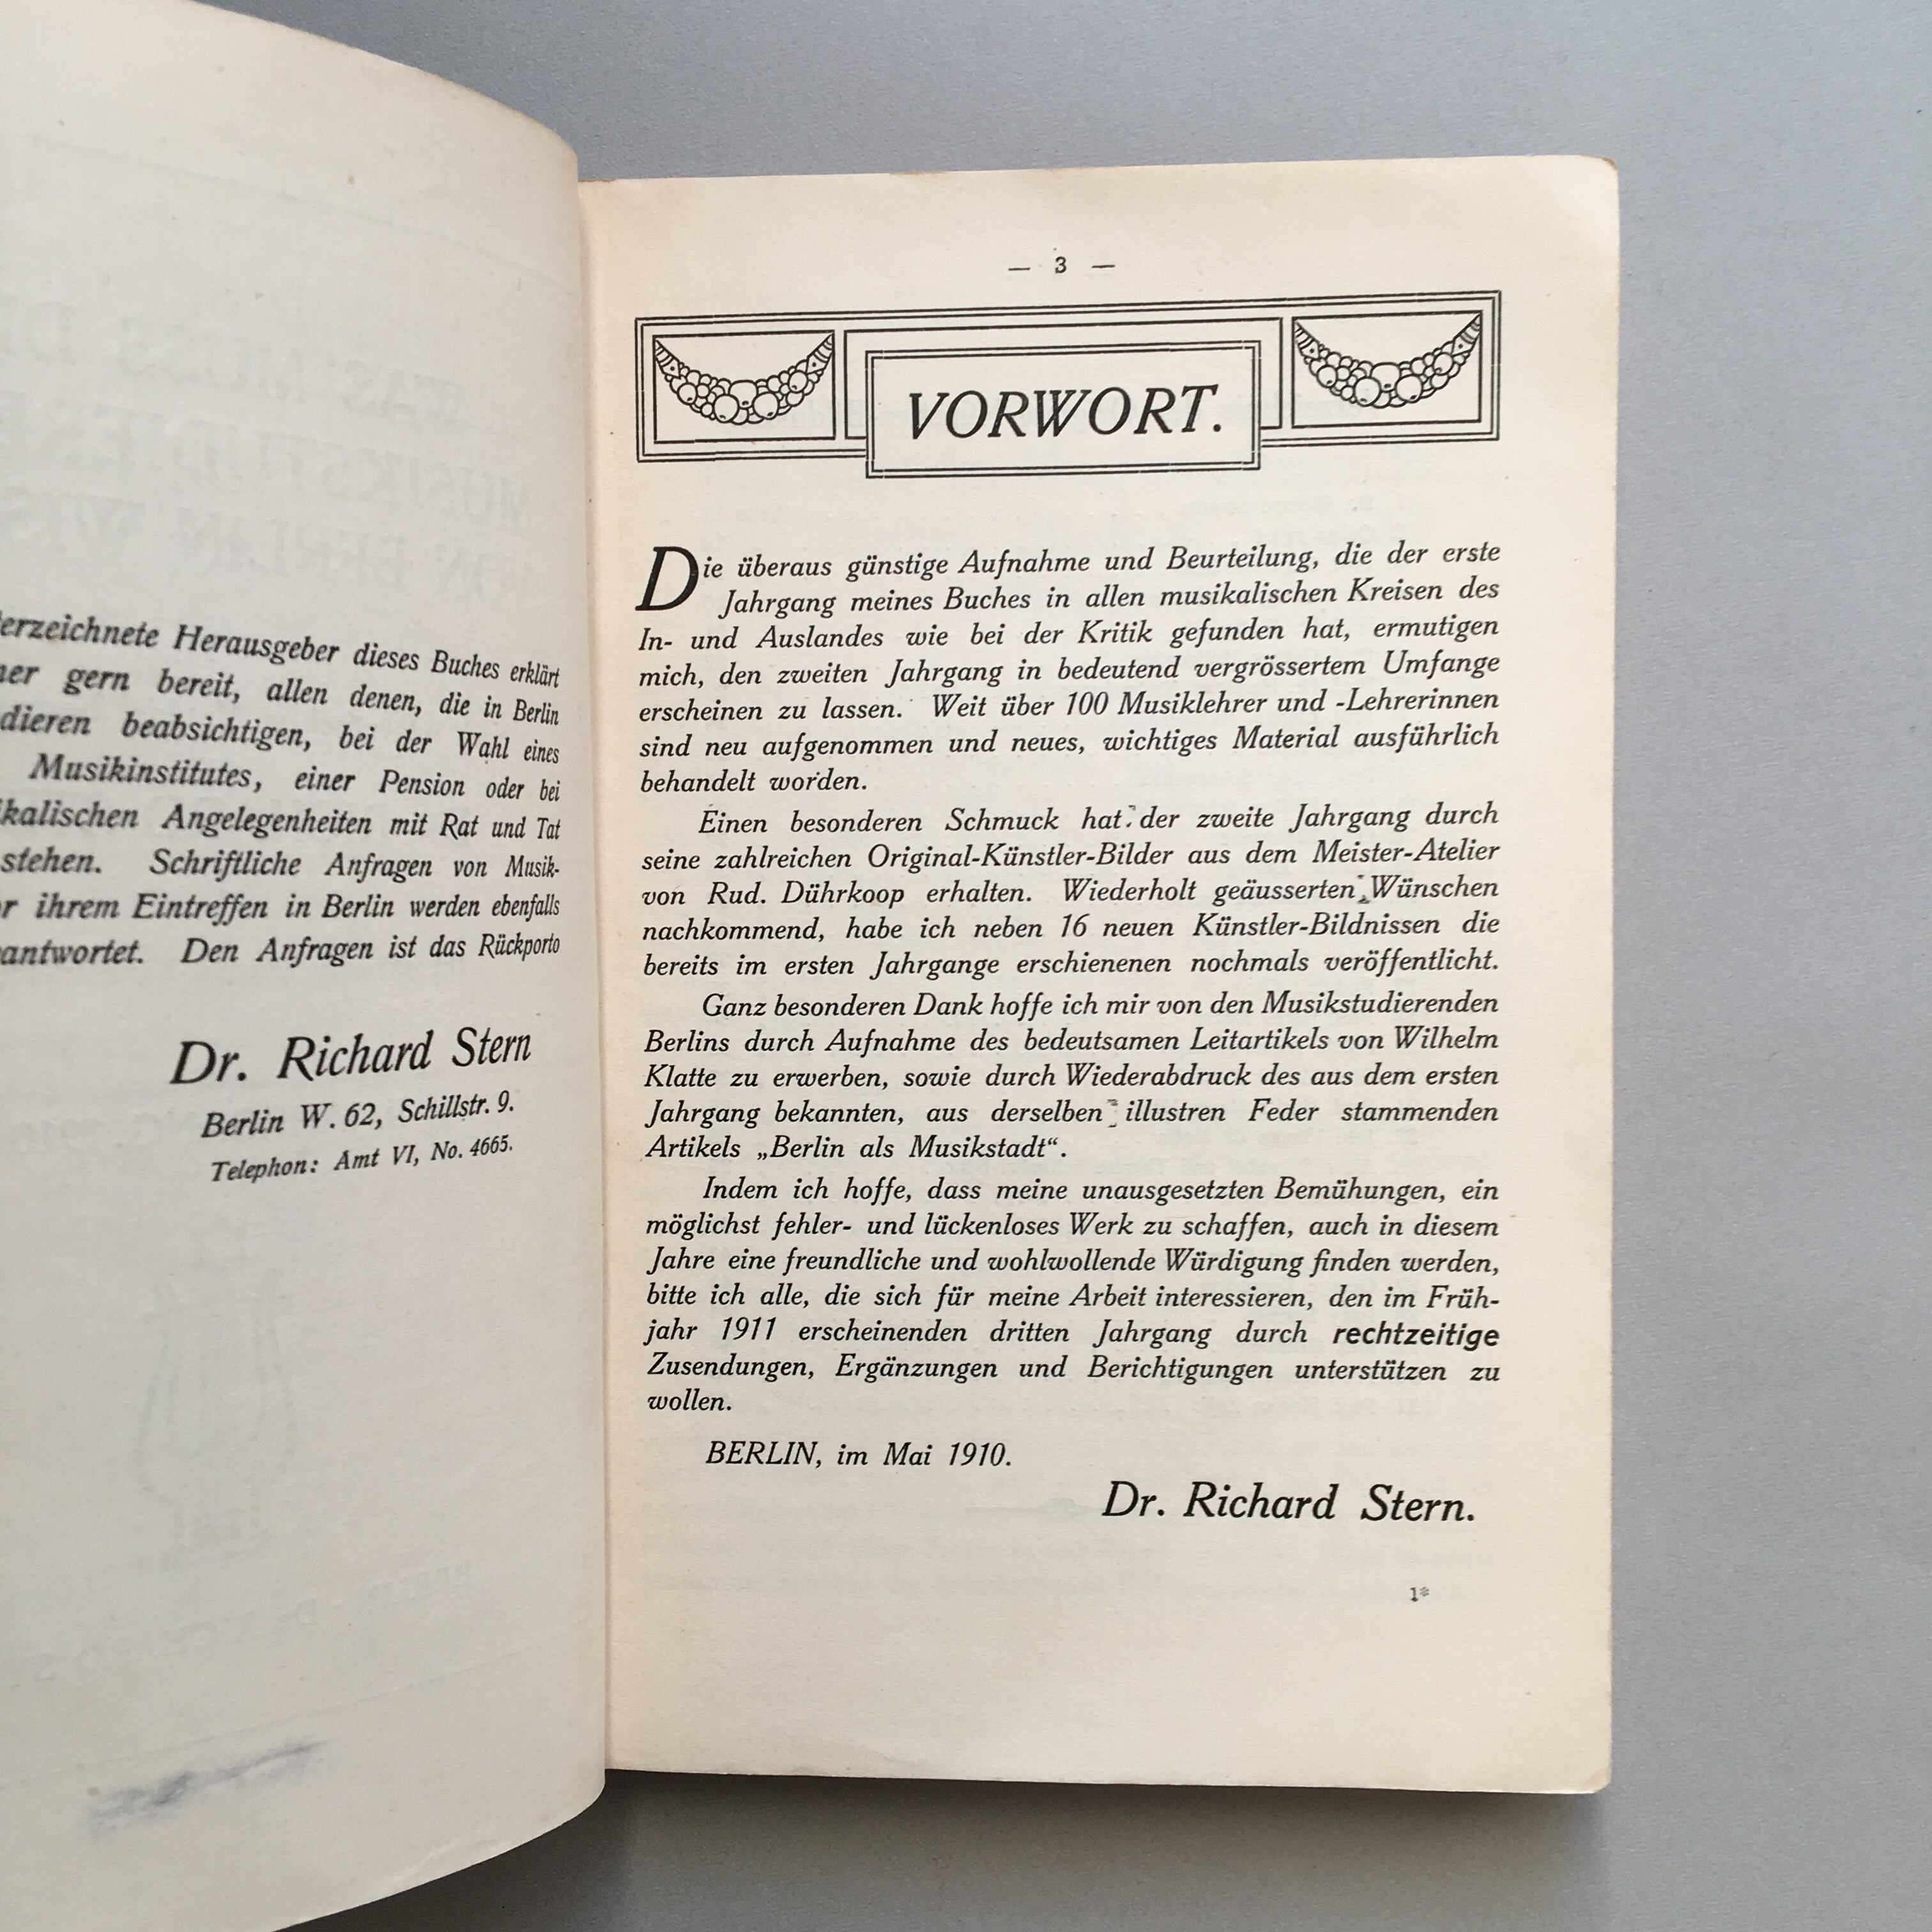 erzeichnete Herausgeber dieses Buches erklärt
er gern bereit, allen denen, die in Berlin
dieren beabsichtigen, bei der Wahl eines
Musikinstitutes, einer Pension oder bei
kalischen Angelegenheiten mit Rat und Tat
stehen. Schriftliche Anfragen von Musik-
r ihrem Eintreffen in Berlin werden ebenfalls
antwortet. Den Anfragen ist das Rückporto
Dr. Richard Stern
Berlin W. 62, Schillstr. 9.
Telephon: Amt VI, No. 4665.
— 3 —
VORWORT.
Die überaus günstige Aufnahme und Beurteilung, die der erste
Jahrgang meines Buches in allen musikalischen Kreisen des
In- und Auslandes wie bei der Kritik gefunden hat, ermutigen
mich, den zweiten Jahrgang in bedeutend vergrössertem Umfange
erscheinen zu lassen. Weit über 100 Musiklehrer und -Lehrerinnen
sind neu aufgenommen und neues, wichtiges Material ausführlich
behandelt worden.
Einen besonderen Schmuck hat der zweite Jahrgang durch
seine zahlreichen Original-Künstler-Bilder aus dem Meister-Atelier
von Rud. Dührkoop erhalten. Wiederholt geäusserten Wünschen
nachkommend, habe ich neben 16 neuen Künstler-Bildnissen die
bereits im ersten Jahrgange erschienenen nochmals veröffentlicht.
Ganz besonderen Dank hoffe ich mir von den Musikstudierenden
Berlins durch Aufnahme des bedeutsamen Leitartikels von Wilhelm
Klatte zu erwerben, sowie durch Wiederabdruck des aus dem ersten
Jahrgang bekannten, aus derselben illustren Feder stammenden
Artikels „Berlin als Musikstadt“.
Indem ich hoffe, dass meine unausgesetzten Bemühungen, ein
möglichst fehler- und lückenloses Werk zu schaffen, auch in diesem
Jahre eine freundliche und wohlwollende Würdigung finden werden,
bitte ich alle, die sich für meine Arbeit interessieren, den im Früh-
jahr 1911 erscheinenden dritten Jahrgang durch rechtzeitige
Zusendungen, Ergänzungen und Berichtigungen unterstützen zu
wollen.
BERLIN, im Mai 1910.
Dr. Richard Stern.
1*